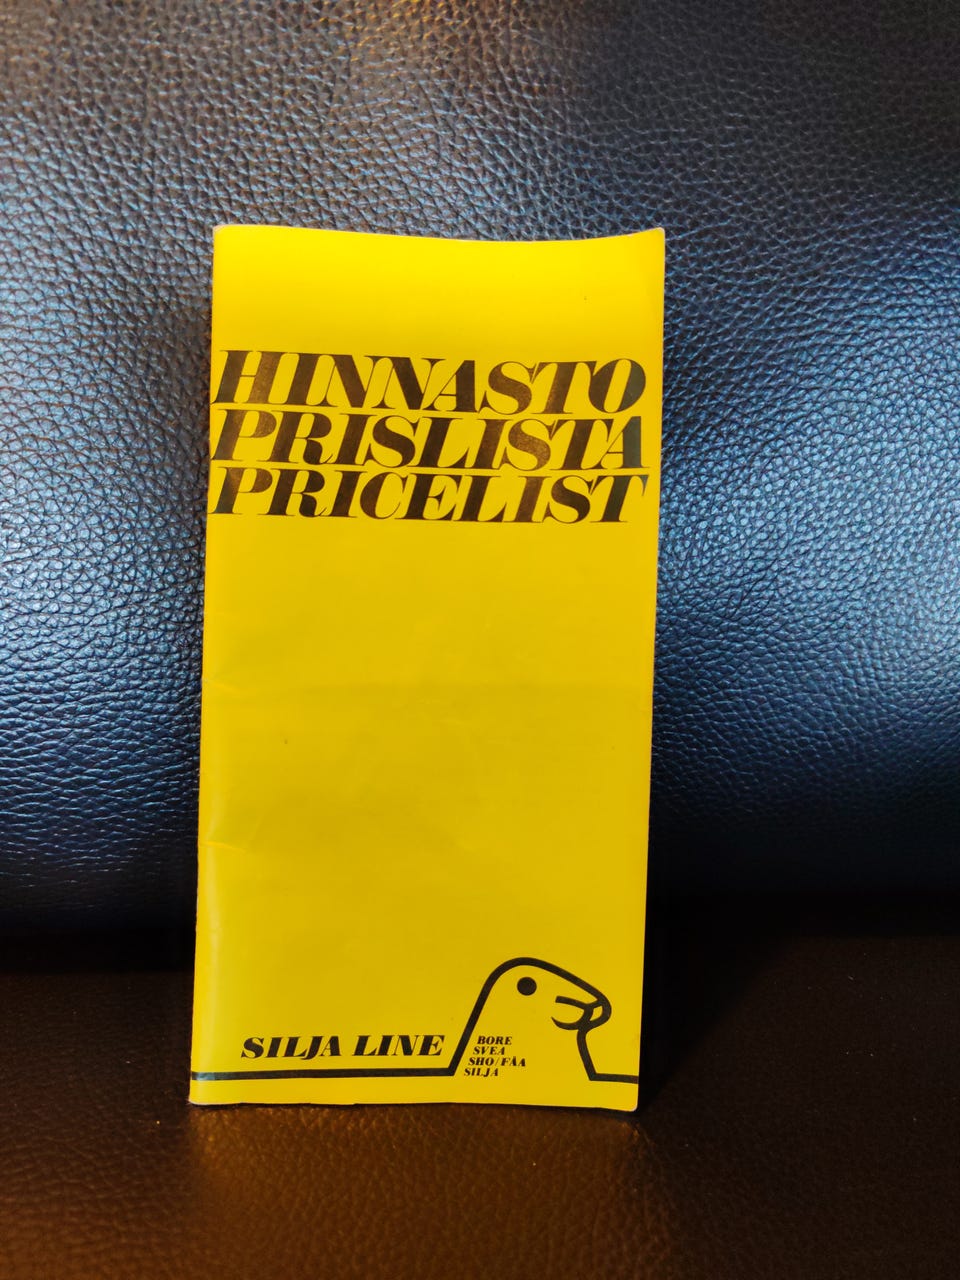 HINNASTO
PRISLISTA
PRICELIST
SILJA LINE
BORE
SVEA
SHO/FÅA
SILJA